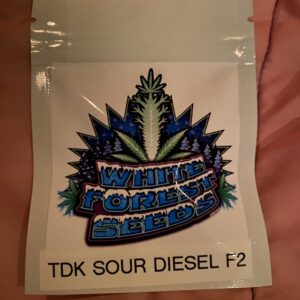 WHITE
FOREST
SEEDS
TDK SOUR DIESEL F2